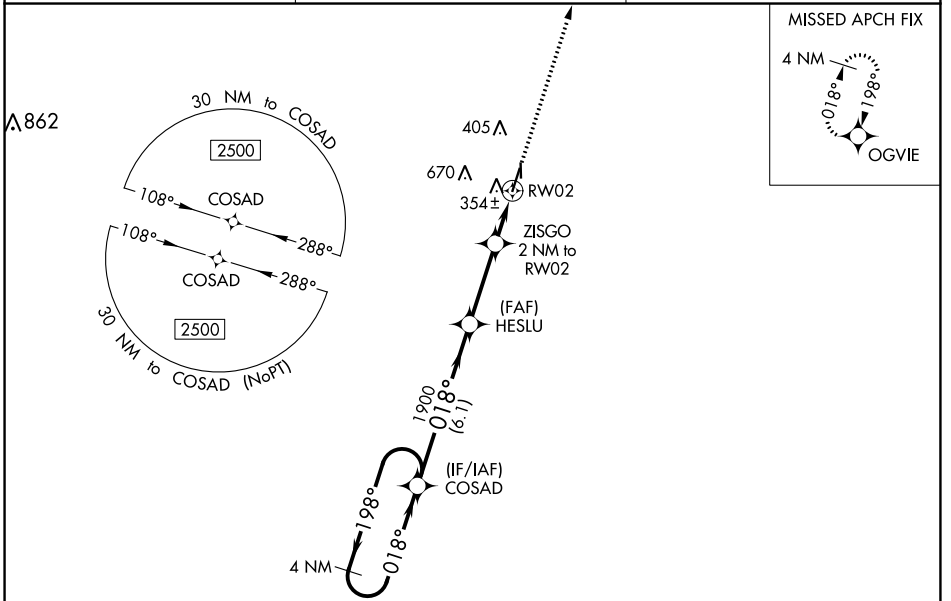 MISSED APCH FIX
4 NM
018°
198°
OGVIE
862
30 NM to COSAD
2500
108°
COSAD
288°
108°
COSAD
288°
2500
30 NM to COSAD (NoPT)
405
670
354±
RW02
ZISGO
2 NM to
RW02
(FAF)
HESLU
1900
018°
(6.1)
(IF/IAF)
COSAD
198°
018°
4 NM